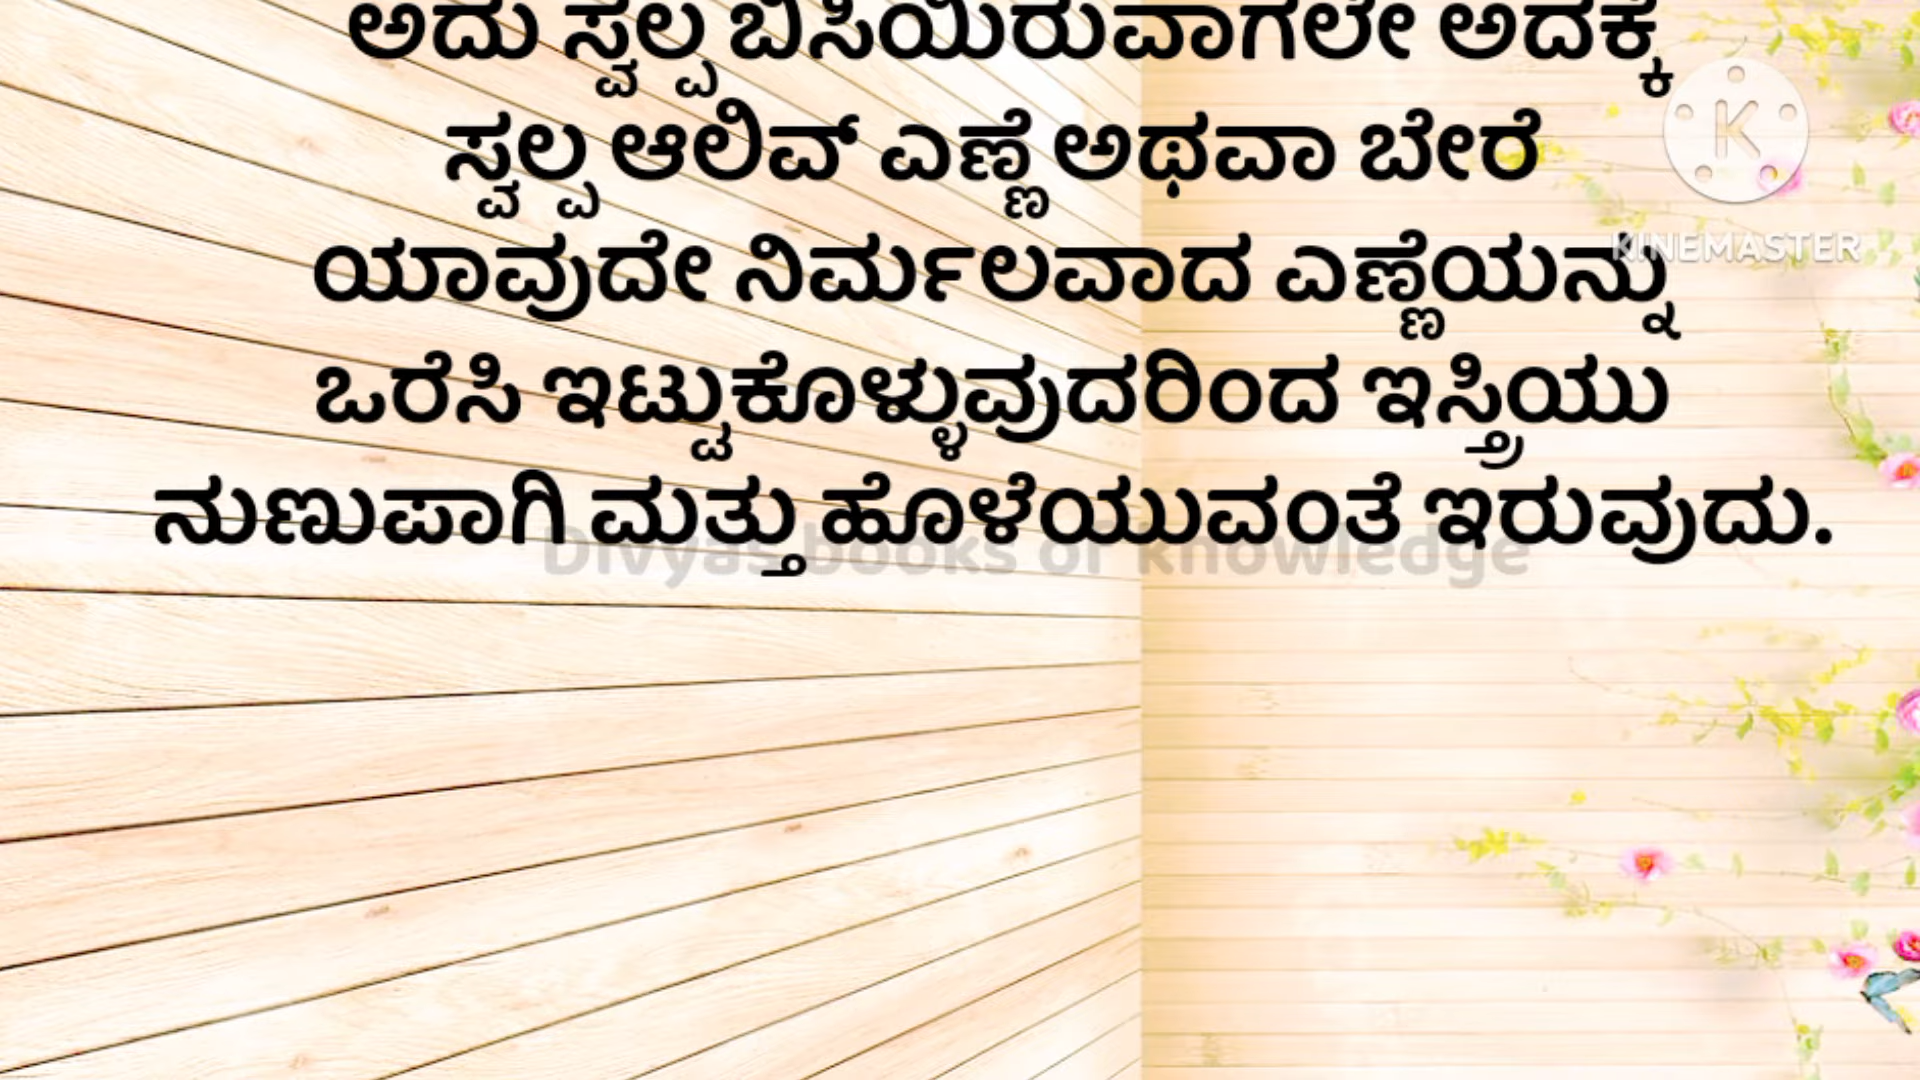 ಅದು ಸ್ವಲ್ಪ ಬಿಸಿಯಿರುವಾಗಲೇ ಅದಕ್ಕೆ
ಸ್ವಲ್ಪ ಆಲಿವ್ ಎಣ್ಣೆ ಅಥವಾ ಬೇರೆ
ಯಾವುದೇ ನಿರ್ಮಲವಾದ ಎಣ್ಣೆಯನ್ನು
ಒರೆಸಿ ಇಟ್ಟುಕೊಳ್ಳುವುದರಿಂದ ಇಸ್ತ್ರಿಯು
ನುಣುಪಾಗಿ ಮತ್ತು ಹೊಳೆಯುವಂತೆ ಇರುವುದು.
Divyas books of knowledge
K
KINEMASTER